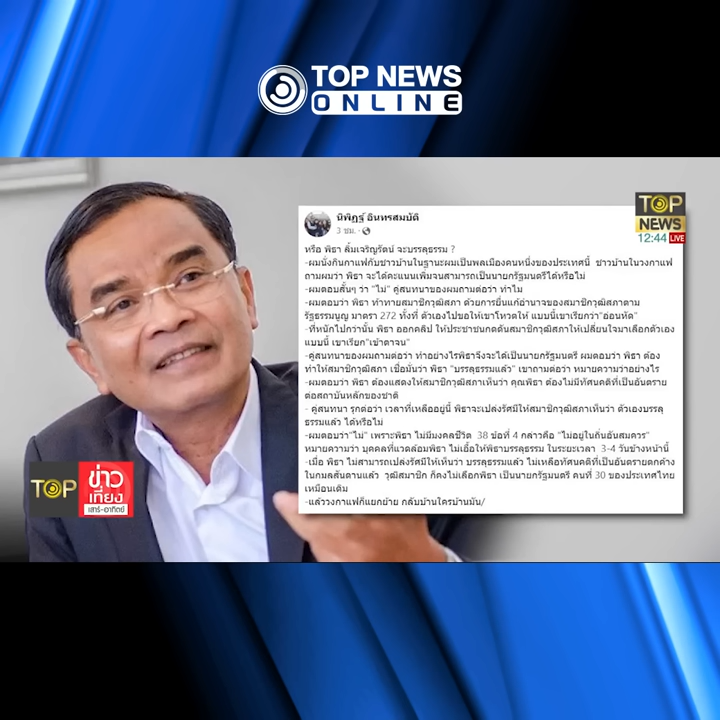 TOP NEWS
ONLINE
TOP
NEWS
12:44 LIVE
นิพิฏฐ์ อินทรสมบัติ
3 ชม. ·
หรือ พิธา ลิ้มเจริญรัตน์ จะบรรลุธรรม ?
-ผมนั่งกินกาแฟกับชาวบ้านในฐานะผมเป็นพลเมืองคนหนึ่งของประเทศนี้ ชาวบ้านในวงกาแฟ
ถามผมว่า พิธา จะได้คะแนนเพิ่มจนสามารถเป็นนายกรัฐมนตรีได้หรือไม่
-ผมตอบสั้นๆ ว่า "ไม่" คู่สนทนาของผมถามต่อว่า ทำไม
-ผมตอบว่า พิธา ท้าทายสมาชิกวุฒิสภา ด้วยการยื่นแก้อำนาจของสมาชิกวุฒิสภาตาม
รัฐธรรมนูญ มาตรา 272 ทั้งที่ ตัวเองไปขอให้เขาโหวตให้ แบบนี้เขาเรียกว่า"อ่อนหัด"
-ที่หนักไปกว่านั้น พิธา ออกคลิป ให้ประชาชนกดดันสมาชิกวุฒิสภาให้เปลี่ยนใจมาเลือกตัวเอง
แบบนี้ เขาเรียก"เข้าตาจน"
-คู่สนทนาของผมถามต่อว่า ทำอย่างไรพิธาจึงจะได้เป็นนายกรัฐมนตรี ผมตอบว่า พิธา ต้อง
ทำให้สมาชิกวุฒิสภา เชื่อมั่นว่า พิธา "บรรลุธรรมแล้ว" เขาถามต่อว่า หมายความว่าอย่างไร
-ผมตอบว่า พิธา ต้องแสดงให้สมาชิกวุฒิสภาเห็นว่า คุณพิธา ต้องไม่มีทัศนคติที่เป็นอันตราย
ต่อสถาบันหลักของชาติ
- คู่สนทนา รุกต่อว่า เวลาที่เหลืออยู่นี้ พิธาจะเปล่งรัศมีให้สมาชิกวุฒิสภาเห็นว่า ตัวเองบรรลุ
ธรรมแล้ว ได้หรือไม่
-ผมตอบว่า"ไม่" เพราะพิธา ไม่มีมงคลชีวิต 38 ข้อที่ 4 กล่าวคือ "ไม่อยู่ในถิ่นอันสมควร"
หมายความว่า บุคคลที่แวดล้อมพิธา ไม่เอื้อให้พิธาบรรลุธรรม ในระยะเวลา 3-4 วันข้างหน้านี้
-เมื่อ พิธา ไม่สามารถเปล่งรัศมีให้เห็นว่า บรรลุธรรมแล้ว ไม่เหลือทัศนคติที่เป็นอันตรายตกค้าง
ในกมลสันดานแล้ว วุฒิสมาชิก ก็คงไม่เลือกพิธา เป็นนายกรัฐมนตรี คนที่ 30 ของประเทศไทย
เหมือนเดิม
-แล้ววงกาแฟก็แยกย้าย กลับบ้านใครบ้านมัน/
TOP
ข่าว
เที่ยง
เสาร์-อาทิตย์